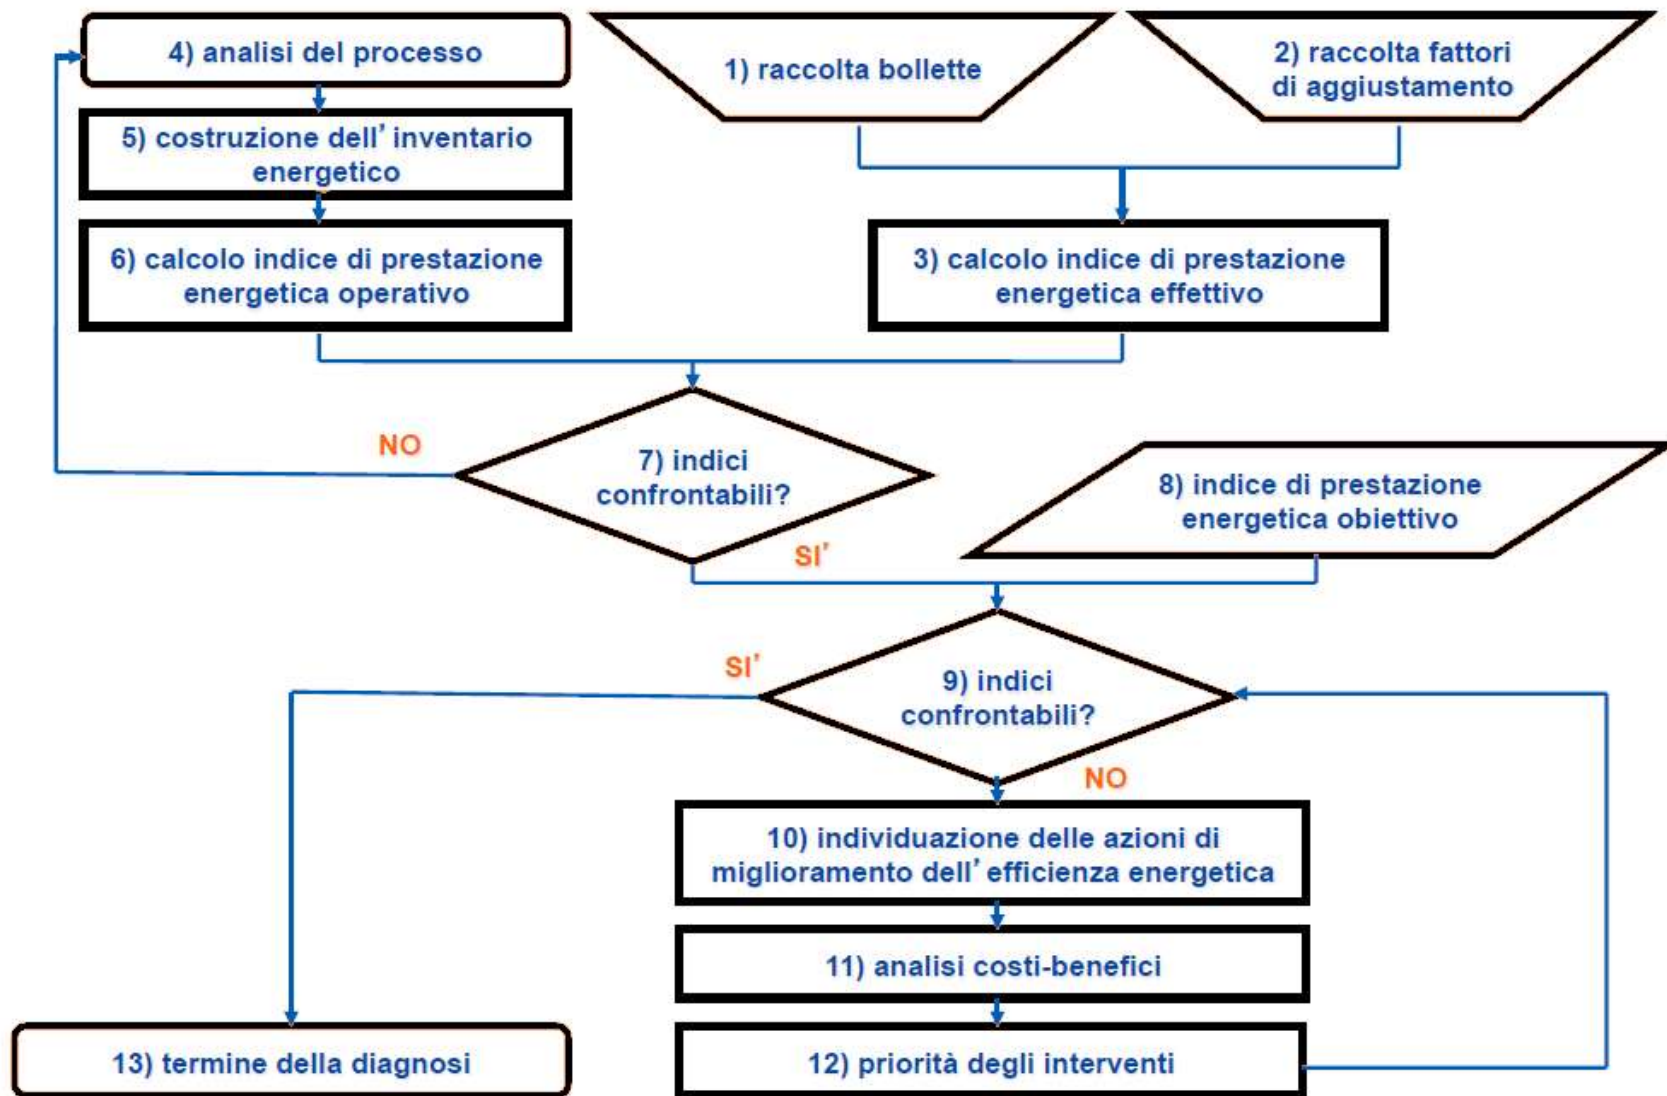 4) analisi del processo
1) raccolta bollette
2) raccolta fattori
di aggiustamento
5) costruzione dell’ inventario
energetico
6) calcolo indice di prestazione
energetica operativo
3) calcolo indice di prestazione
energetica effettivo
NO
7) indici
confrontabili?
8) indice di prestazione
energetica obiettivo
SI’
SI’
9) indici
confrontabili?
NO
10) individuazione delle azioni di
miglioramento dell’ efficienza energetica
11) analisi costi-benefici
13) termine della diagnosi
12) priorità degli interventi